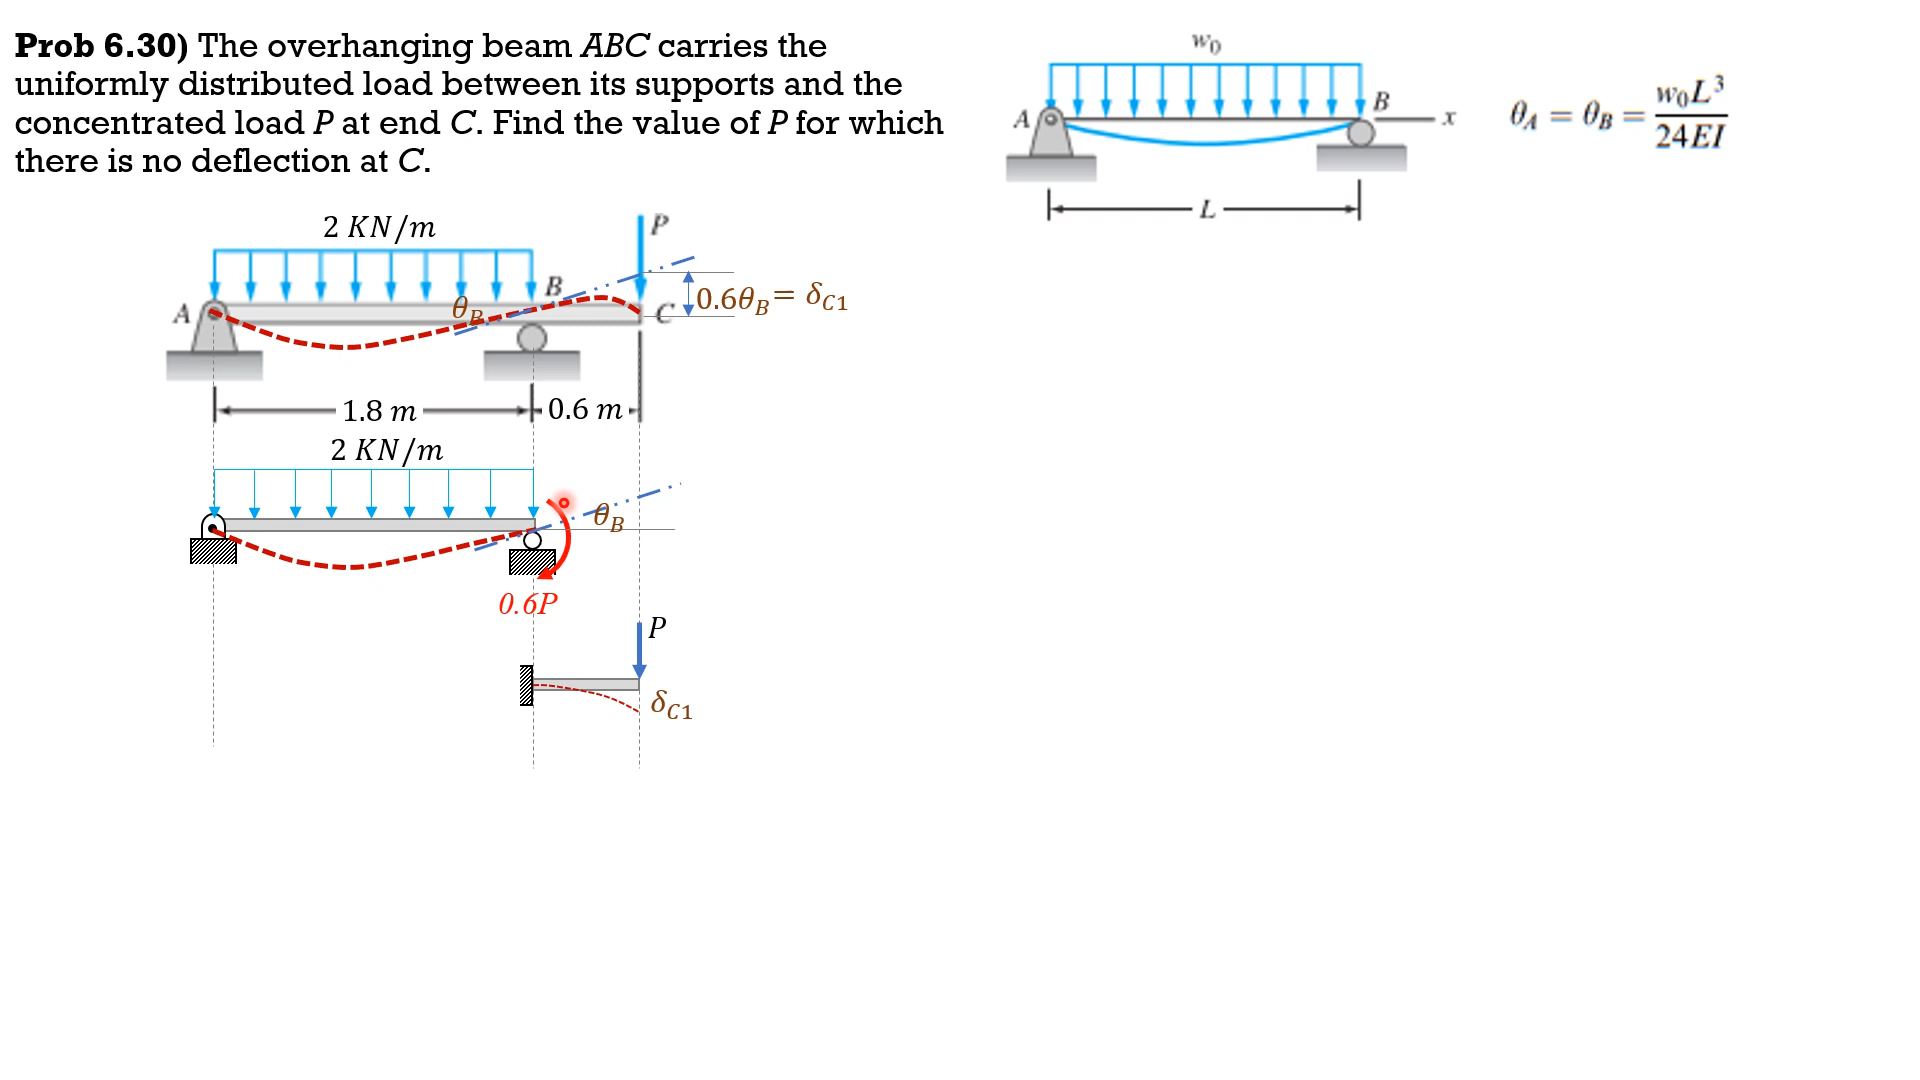 Prob 6.30) The overhanging beam ABC carries the
uniformly distributed load between its supports and the
concentrated load P at end C. Find the value of P for which
there is no deflection at C.
w₀
A
B
x
L
θ_A = θ_B = w₀L³/24EI
2 KN/m
P
B
A
θ_B
C
0.6θ_B = δ_C1
1.8 m
0.6 m
2 KN/m
θ_B
0.6P
P
δ_C1